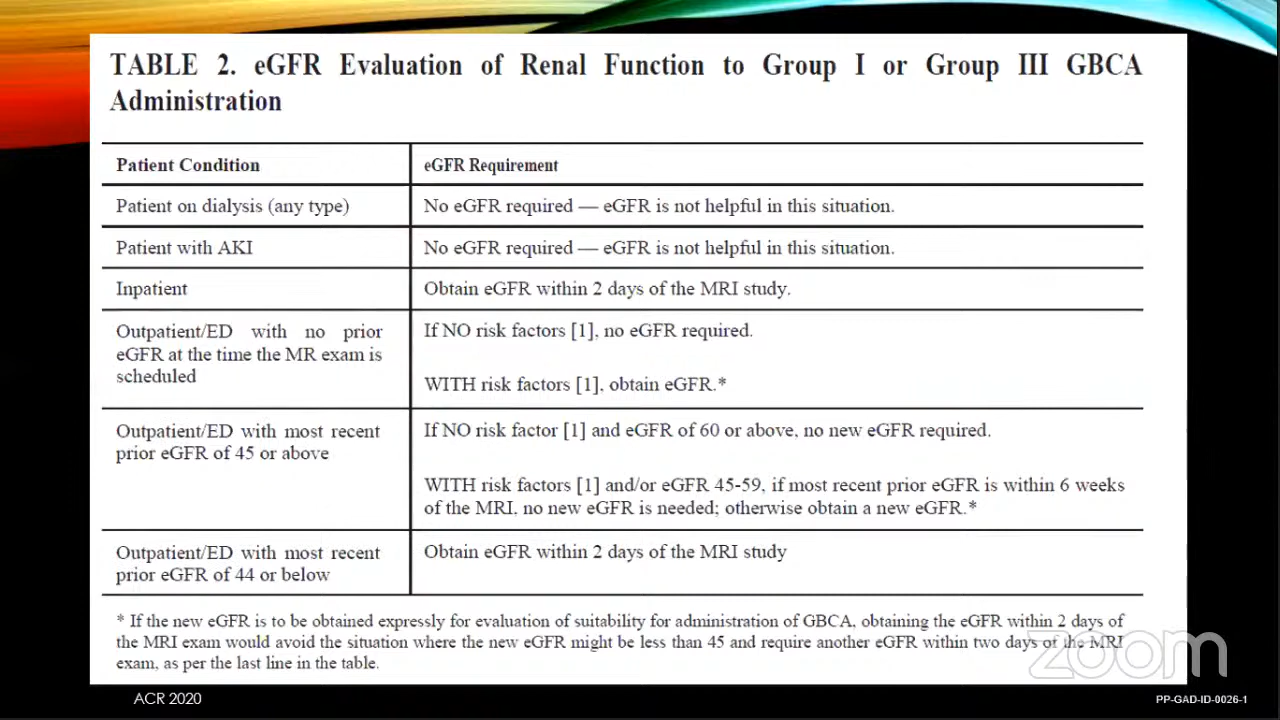 TABLE 2. eGFR Evaluation of Renal Function to Group I or Group III GBCA
Administration
Patient Condition
eGFR Requirement
Patient on dialysis (any type)
No eGFR required — eGFR is not helpful in this situation.
Patient with AKI
No eGFR required — eGFR is not helpful in this situation.
Inpatient
Obtain eGFR within 2 days of the MRI study.
Outpatient/ED with no prior
eGFR at the time the MR exam is
scheduled
If NO risk factors [1], no eGFR required.
WITH risk factors [1], obtain eGFR.*
Outpatient/ED with most recent
prior eGFR of 45 or above
If NO risk factor [1] and eGFR of 60 or above, no new eGFR required.
WITH risk factors [1] and/or eGFR 45-59, if most recent prior eGFR is within 6 weeks
of the MRI, no new eGFR is needed; otherwise obtain a new eGFR.*
Outpatient/ED with most recent
prior eGFR of 44 or below
Obtain eGFR within 2 days of the MRI study
* If the new eGFR is to be obtained expressly for evaluation of suitability for administration of GBCA, obtaining the eGFR within 2 days of
the MRI exam would avoid the situation where the new eGFR might be less than 45 and require another eGFR within two days of the MRI
exam, as per the last line in the table.
zoom
ACR 2020
PP-GAD-ID-0026-1